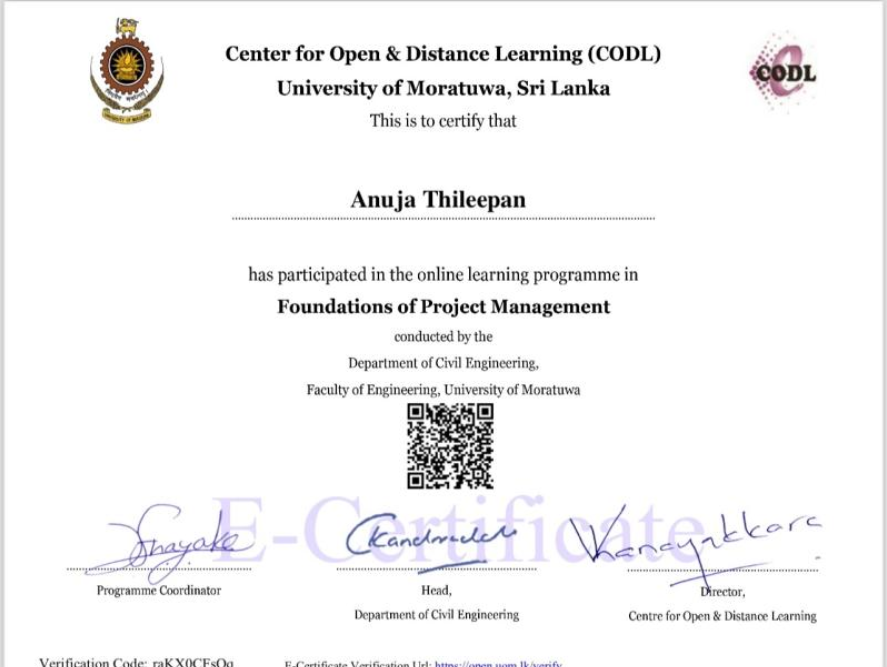 Center for Open & Distance Learning (CODL)
University of Moratuwa, Sri Lanka
CODL
This is to certify that
Anuja Thileepan
has participated in the online learning programme in
Foundations of Project Management
conducted by the
Department of Civil Engineering,
Faculty of Engineering, University of Moratuwa
E-Certificate
Programme Coordinator
Head,
Department of Civil Engineering
Director,
Centre for Open & Distance Learning
Verification Code: raKX0CFsOq
E-Certificate Verification Url: https://open.uom.lk/verify